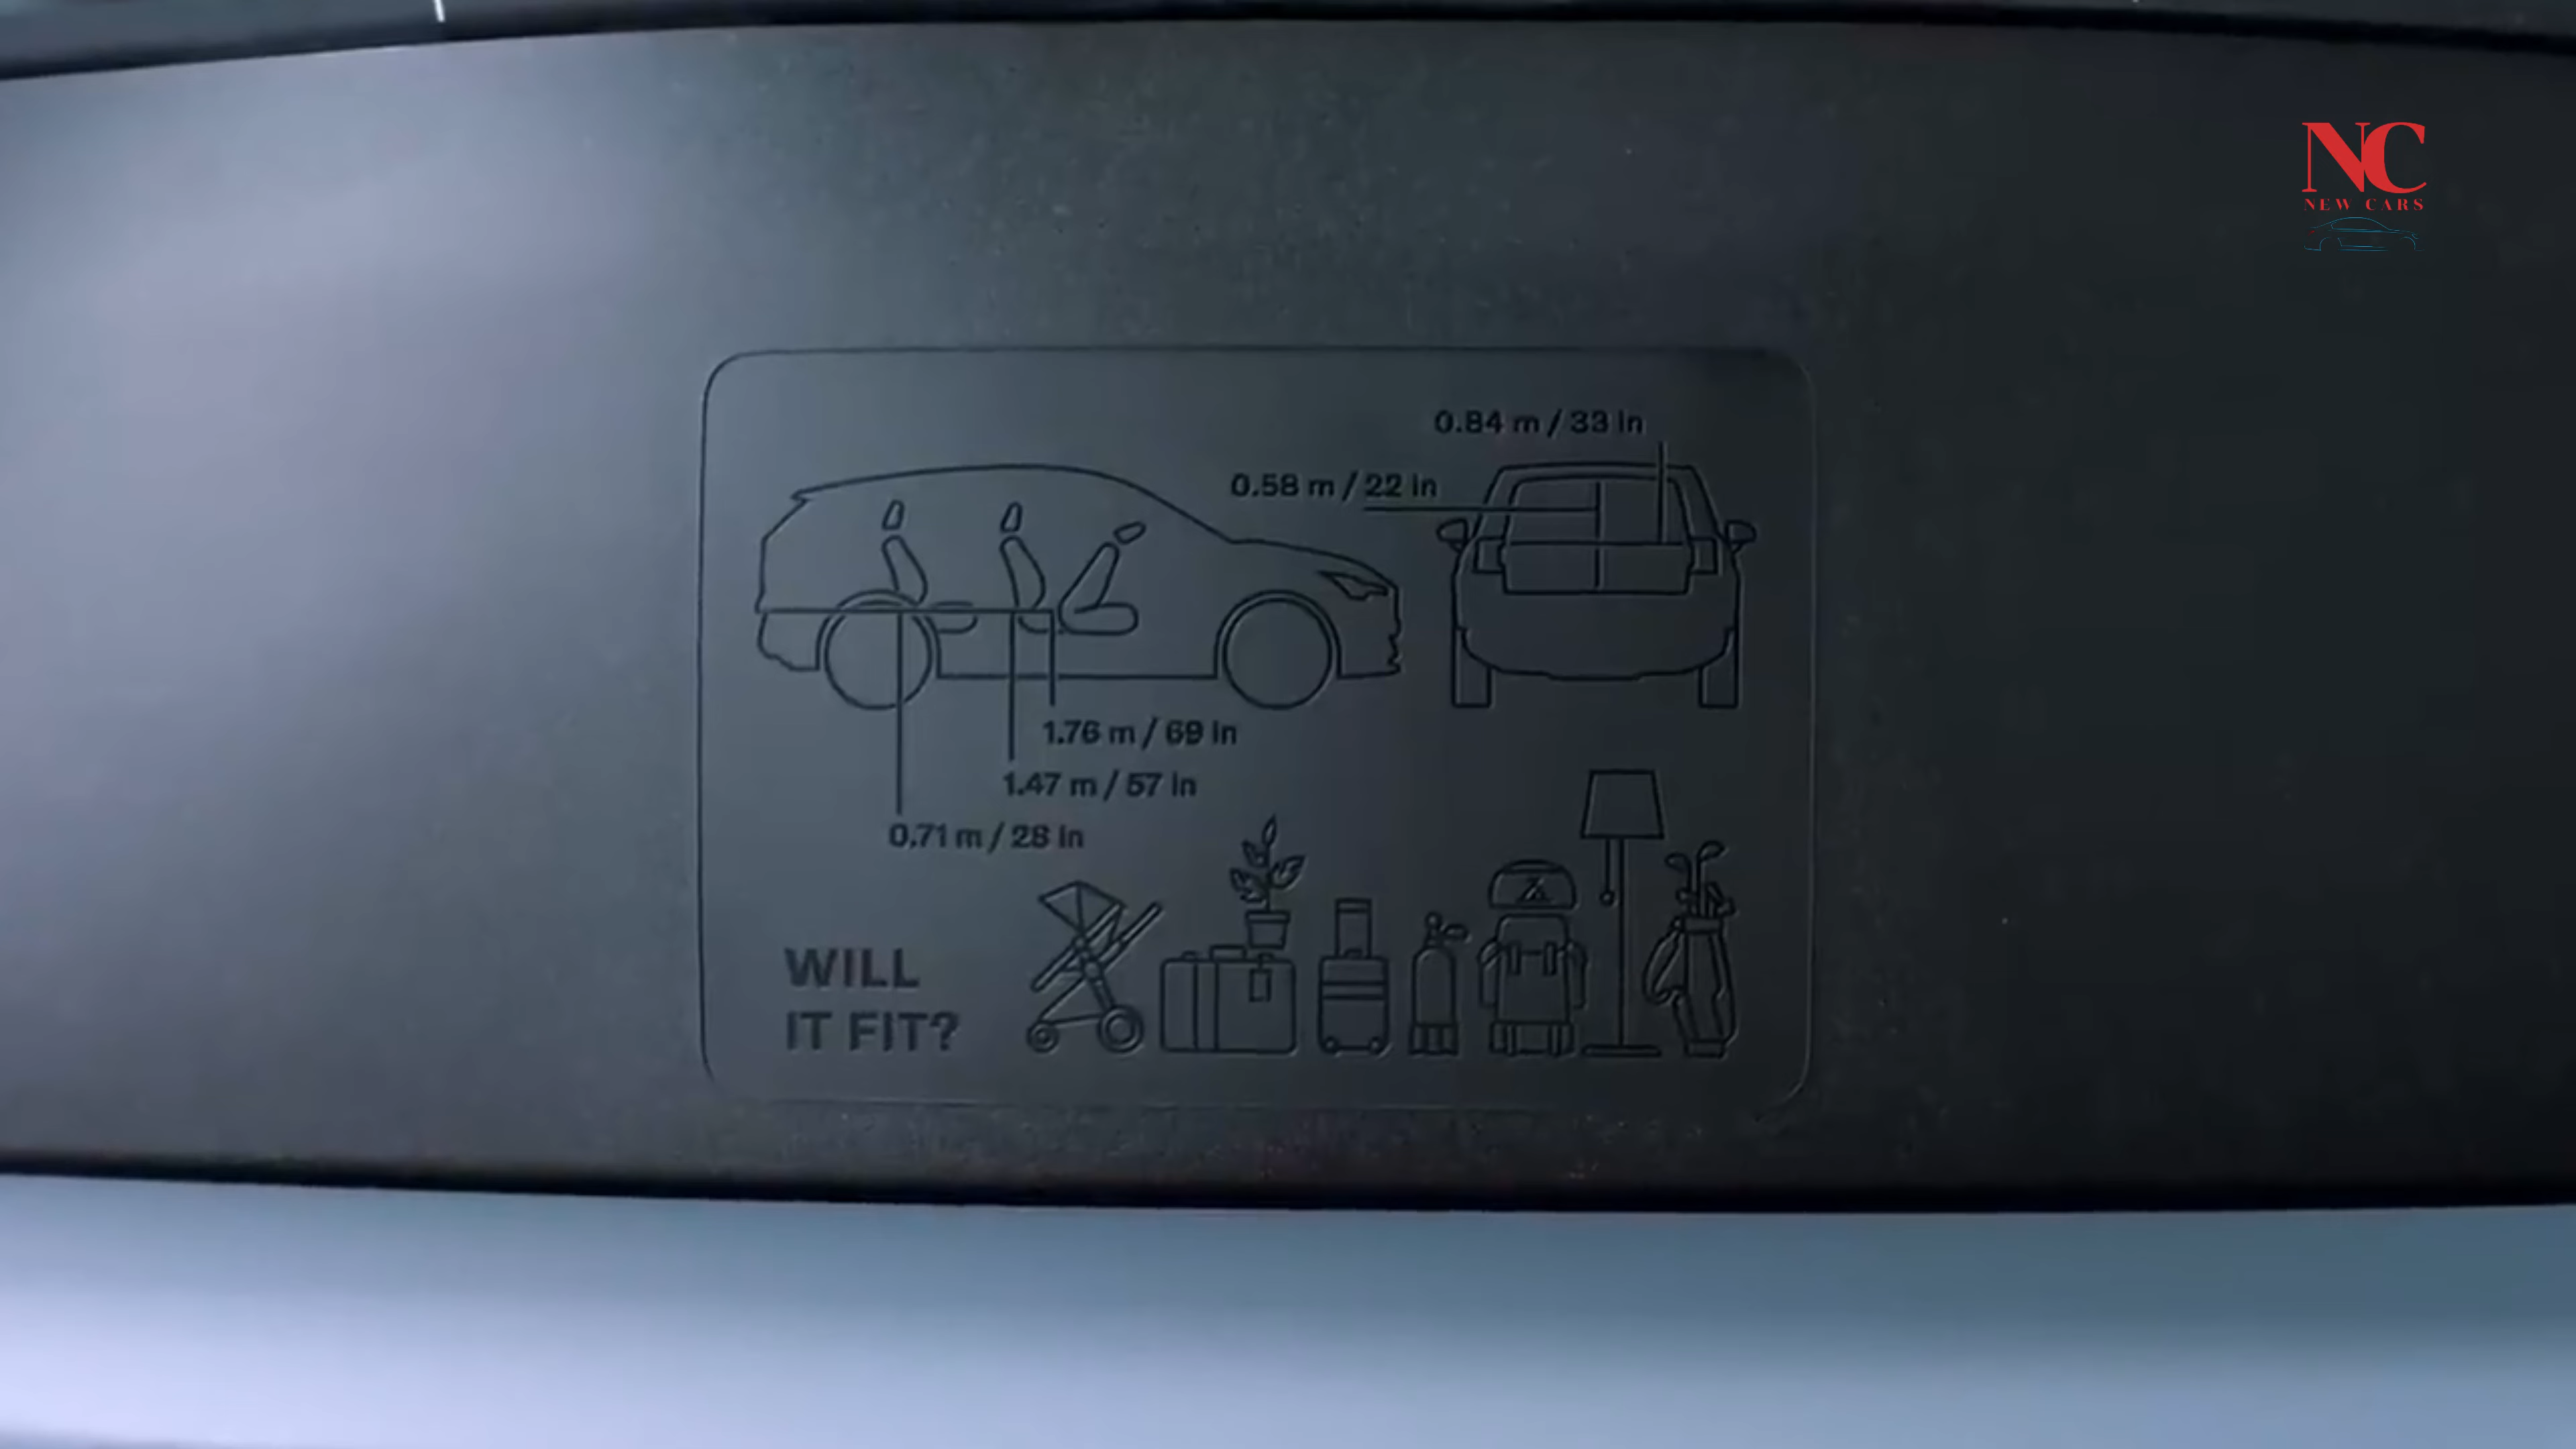 NC
NEW CARS
0.84 m / 33 in
0.58 m / 22 in
1.76 m / 69 in
1.47 m / 57 in
0.71 m / 28 in
WILL
IT FIT?